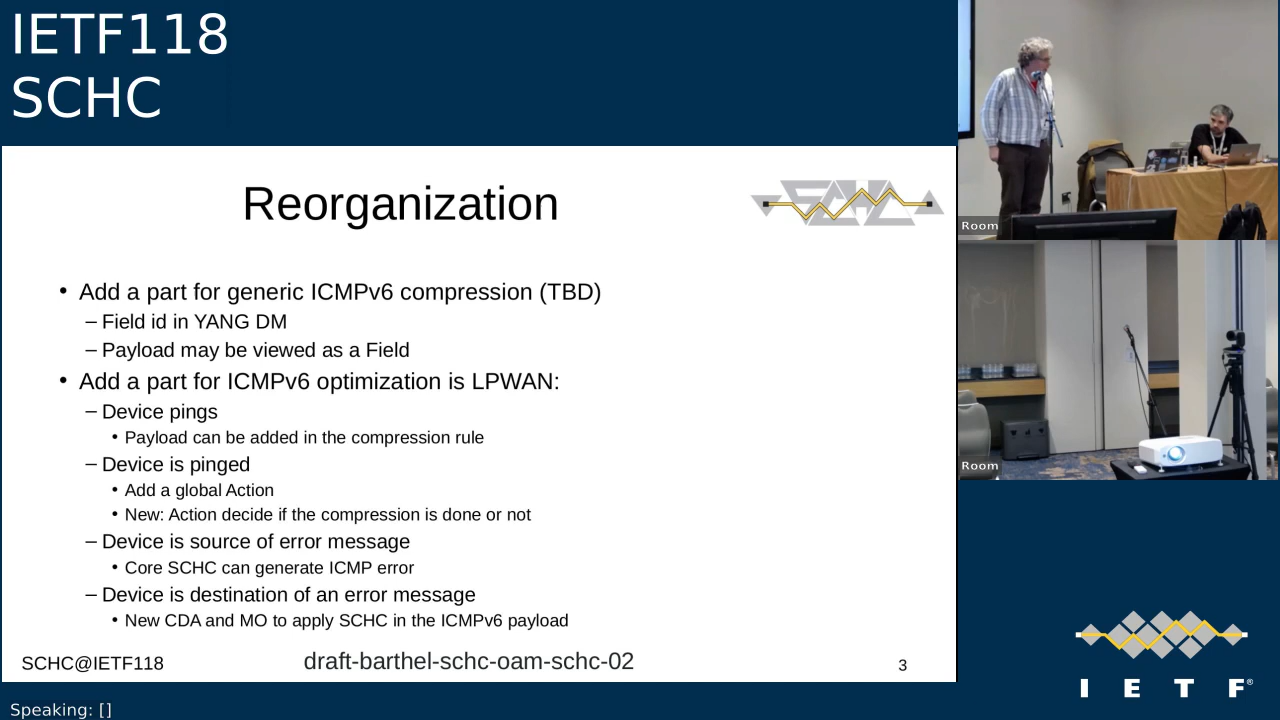 IETF118
SCHC
Reorganization
SCHC
• Add a part for generic ICMPv6 compression (TBD)
– Field id in YANG DM
– Payload may be viewed as a Field
• Add a part for ICMPv6 optimization is LPWAN:
– Device pings
• Payload can be added in the compression rule
– Device is pinged
• Add a global Action
• New: Action decide if the compression is done or not
– Device is source of error message
• Core SCHC can generate ICMP error
– Device is destination of an error message
• New CDA and MO to apply SCHC in the ICMPv6 payload
SCHC@IETF118
draft-barthel-schc-oam-schc-02
3
Room
Room
I E T F®
Speaking: []